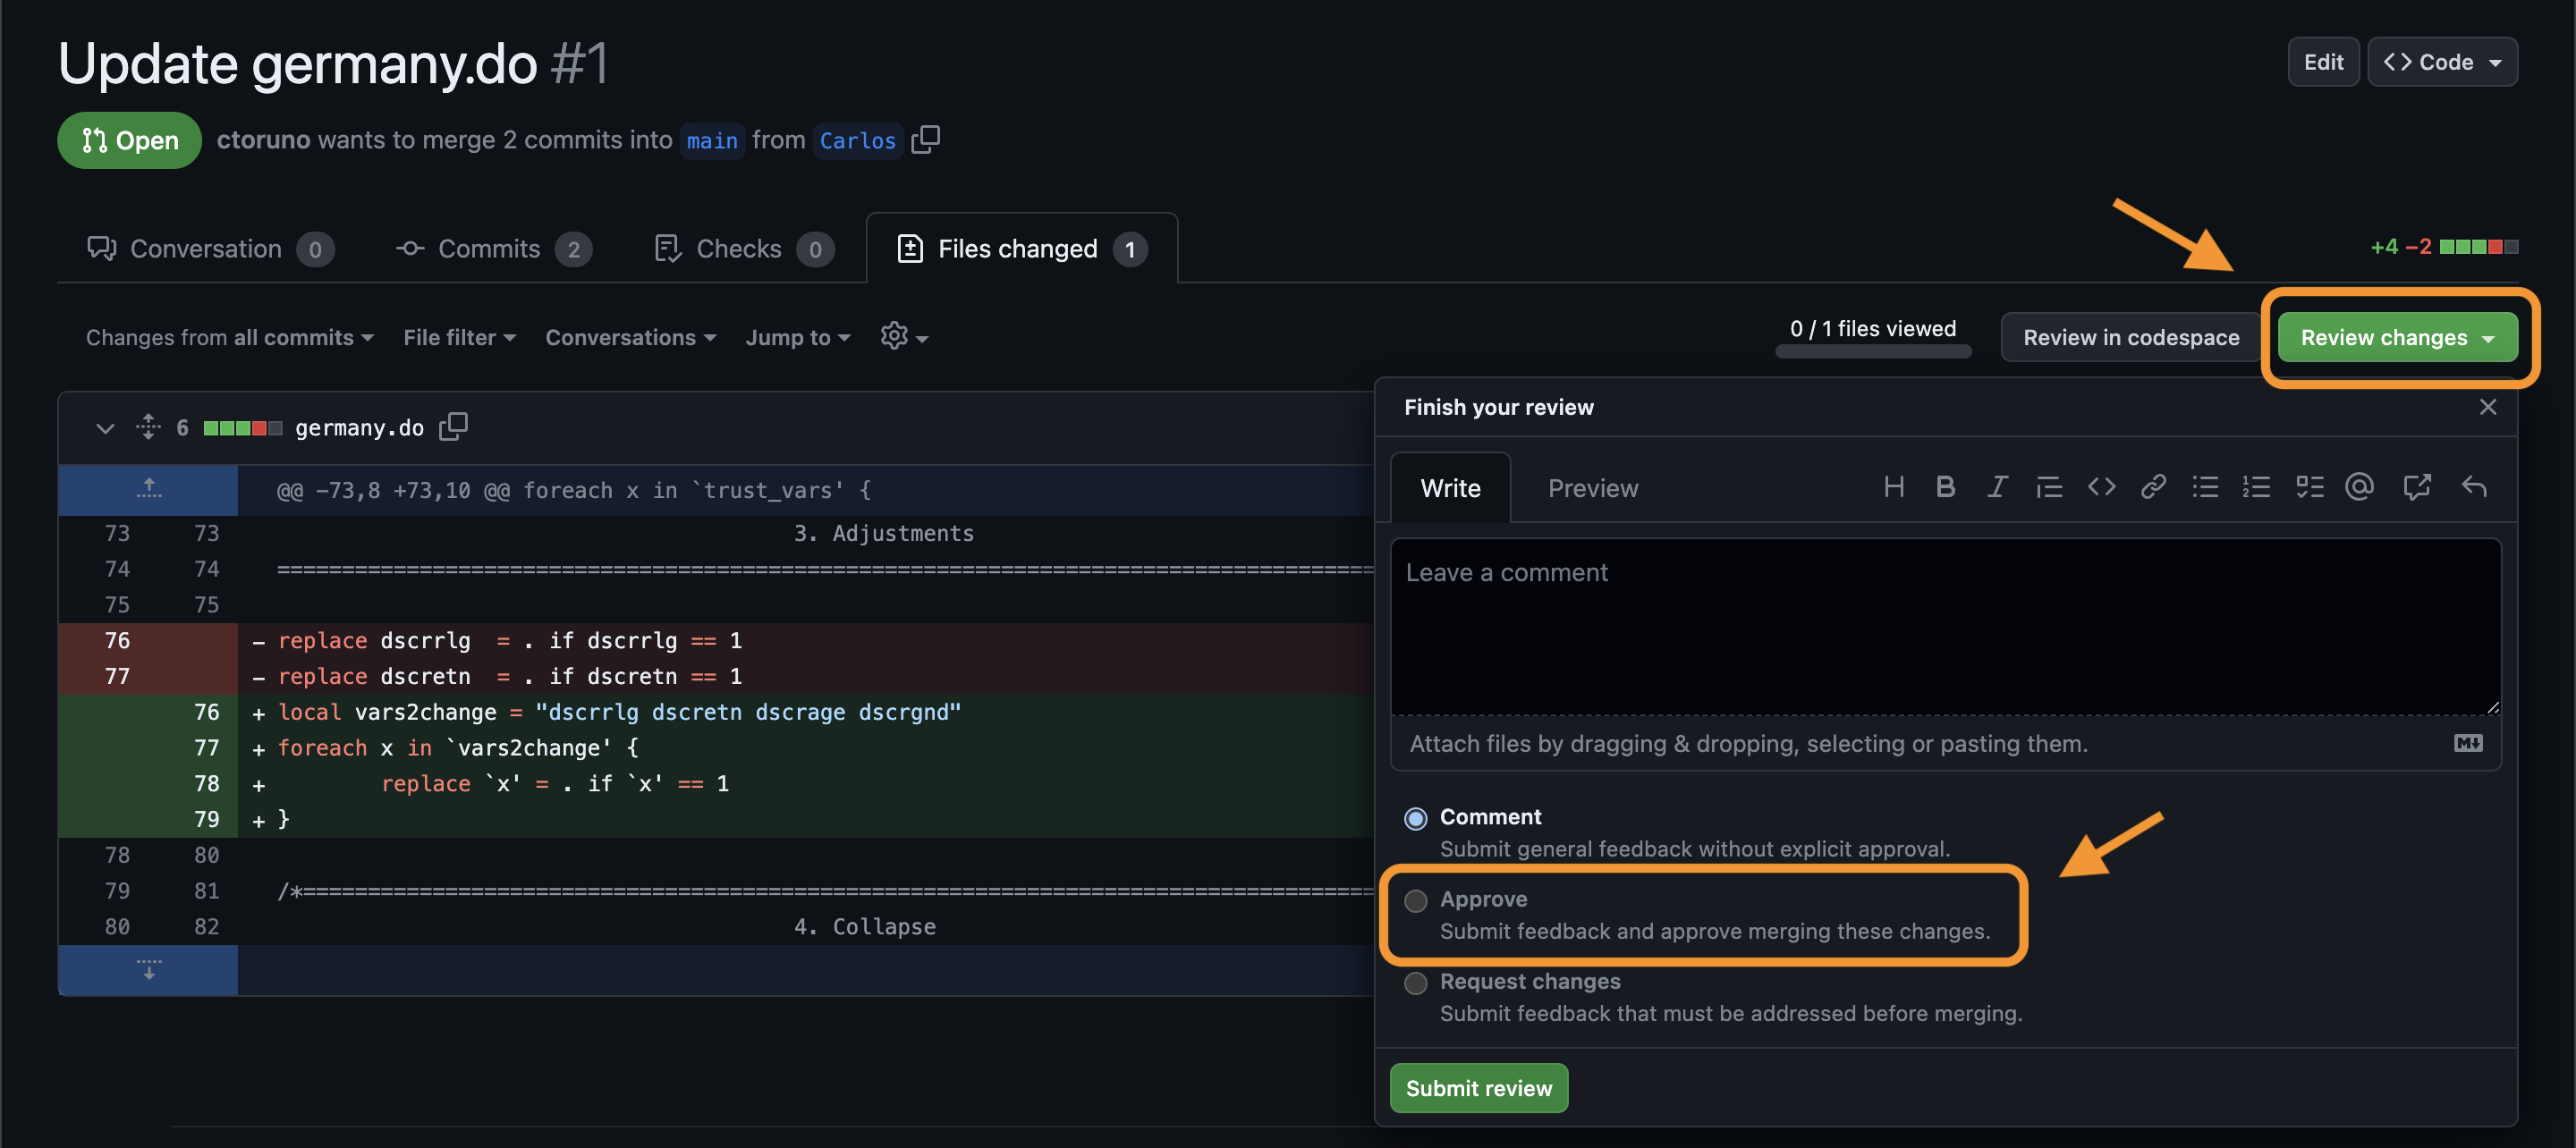 Update germany.do #1
Edit
<> Code
Open
ctoruno wants to merge 2 commits into main from Carlos
Conversation 0
Commits 2
Checks 0
Files changed 1
+4 −2
Changes from all commits
File filter
Conversations
Jump to
0 / 1 files viewed
Review in codespace
Review changes
6 germany.do
@@ -73,8 +73,10 @@ foreach x in `trust_vars' {
73 73 3. Adjustments
74 74 =====================================================================================
75 75
76 - replace dscrrlg  = . if dscrrlg == 1
77 - replace dscretn  = . if dscretn == 1
76 + local vars2change = "dscrrlg dscretn dscrage dscrgnd"
77 + foreach x in `vars2change' {
78 + replace `x' = . if `x' == 1
79 + }
78 80
79 81 /*===================================================================================
80 82 4. Collapse
Finish your review
Write
Preview
Leave a comment
Attach files by dragging & dropping, selecting or pasting them.
Comment
Submit general feedback without explicit approval.
Approve
Submit feedback and approve merging these changes.
Request changes
Submit feedback that must be addressed before merging.
Submit review